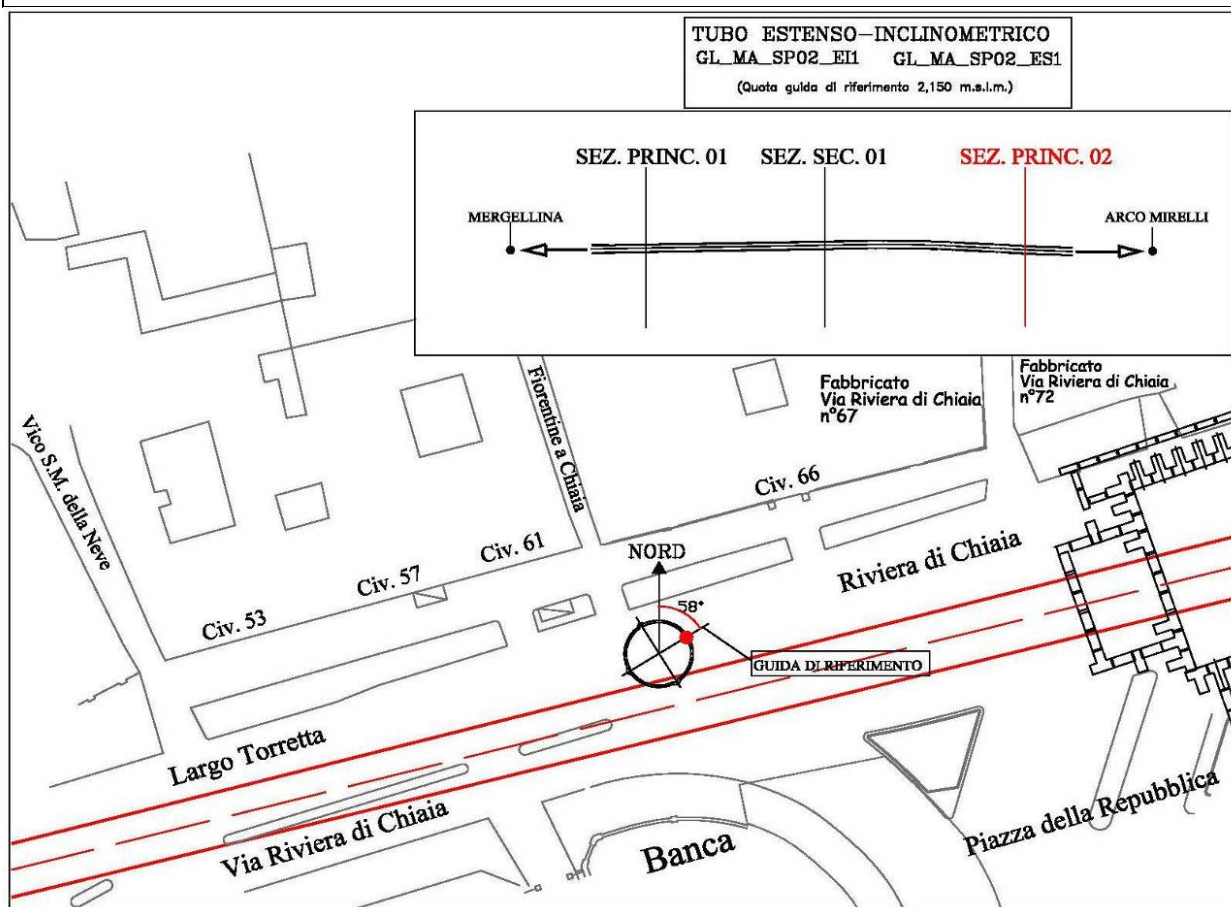 TUBO ESTENSO-INCLINOMETRICO
GL_MA_SP02_EI1 GL_MA_SP02_ES1
(Quota guida di riferimento 2,150 m.s.l.m.)
SEZ. PRINC. 01 SEZ. SEC. 01 SEZ. PRINC. 02
MERGELLINA ARCO MIRELLI
Fabbricato
Via Riviera di Chiaia
n°67
Fabbricato
Via Riviera di Chiaia
n°72
Vico S.M. della Neve
Fiorentine a Chiaia
Civ. 66
Civ. 61
Civ. 57
Civ. 53
NORD
58°
Riviera di Chiaia
GUIDA DI RIFERIMENTO
Largo Torretta
Via Riviera di Chiaia
Banca
Piazza della Repubblica